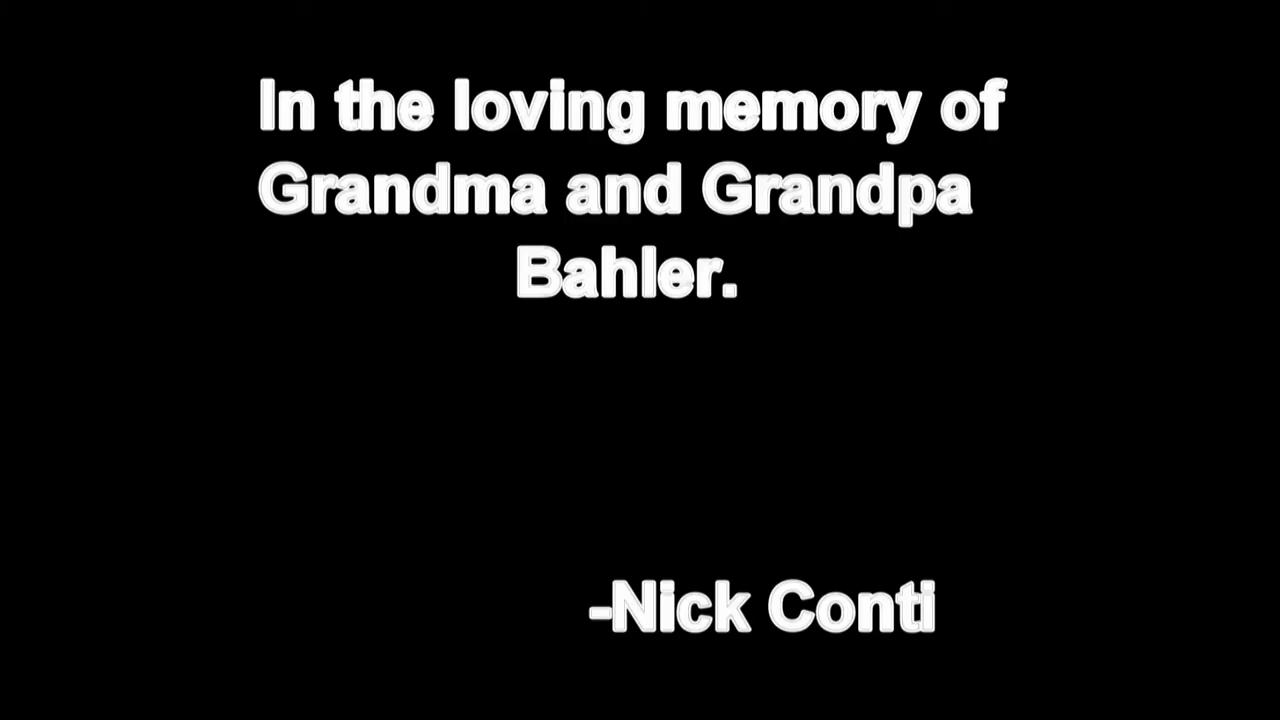 In the loving memory of
Grandma and Grandpa
Bahler.
-Nick Conti